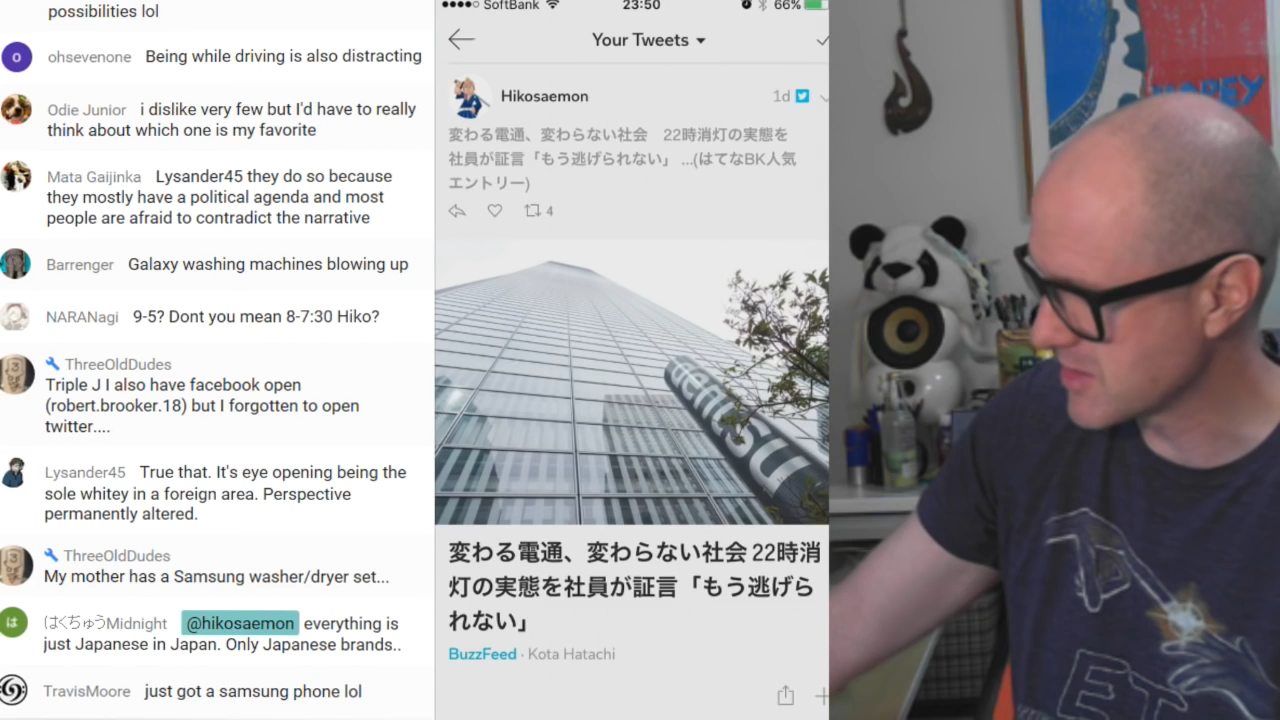 possibilities lol
ohsevenone Being while driving is also distracting
Odie Junior i dislike very few but I'd have to really
think about which one is my favorite
Mata Gaijinka Lysander45 they do so because
they mostly have a political agenda and most
people are afraid to contradict the narrative
Barrenger Galaxy washing machines blowing up
NARANagi 9-5? Dont you mean 8-7:30 Hiko?
ThreeOldDudes
Triple J I also have facebook open
(robert.brooker.18) but I forgotten to open
twitter....
Lysander45 True that. It's eye opening being the
sole whitey in a foreign area. Perspective
permanently altered.
ThreeOldDudes
My mother has a Samsung washer/dryer set...
はくちゅうMidnight @hikosaemon everything is
just Japanese in Japan. Only Japanese brands..
TravisMoore just got a samsung phone lol
SoftBank 23:50 66%
Your Tweets
Hikosaemon 1d
変わる電通、変わらない社会 22時消灯の実態を
社員が証言「もう逃げられない」 ...(はてなBK人気
エントリー)
4
dentsu
変わる電通、変わらない社会 22時消
灯の実態を社員が証言「もう逃げら
れない」
BuzzFeed · Kota Hatachi
ET